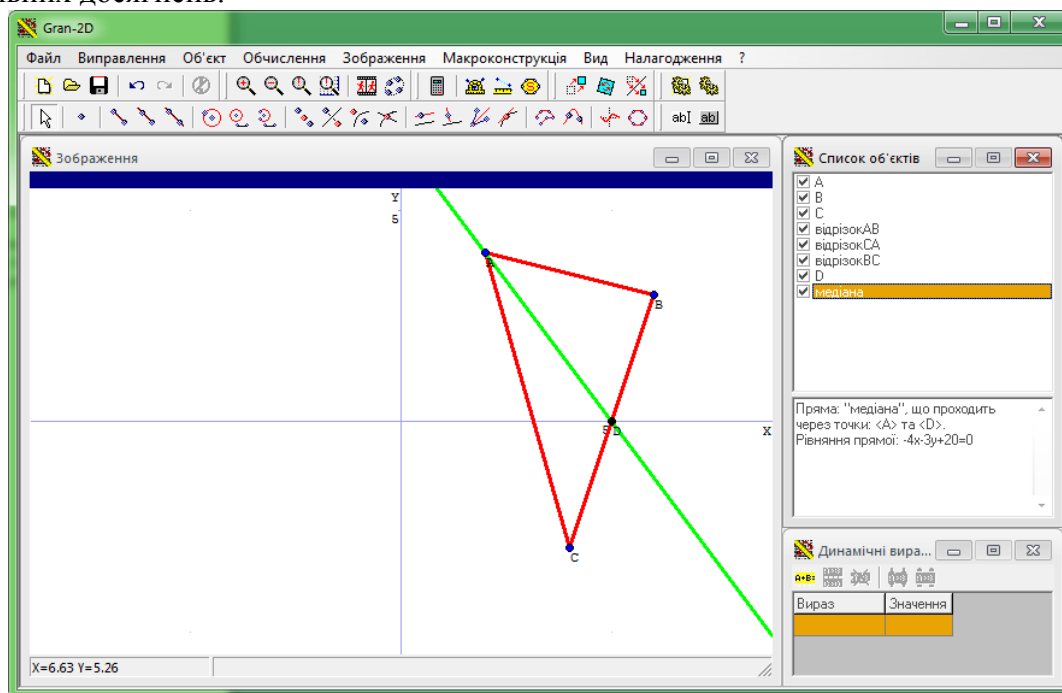 Gran-2D
Файл Виправлення Об'єкт Обчислення Зображення Макроконструкція Вид Налагодження ?
abI abI
Зображення
Y
5
B
5 D
X
C
X=6.63 Y=5.26
Список об'єктів
A
B
C
відрізокAB
відрізокCA
відрізокBC
D
медіана
Пряма: "медіана", що проходить
через точки: <A> та <D>.
Рівняння прямої: -4x-3y+20=0
Динамічні вира...
A+B=
Вираз Значення